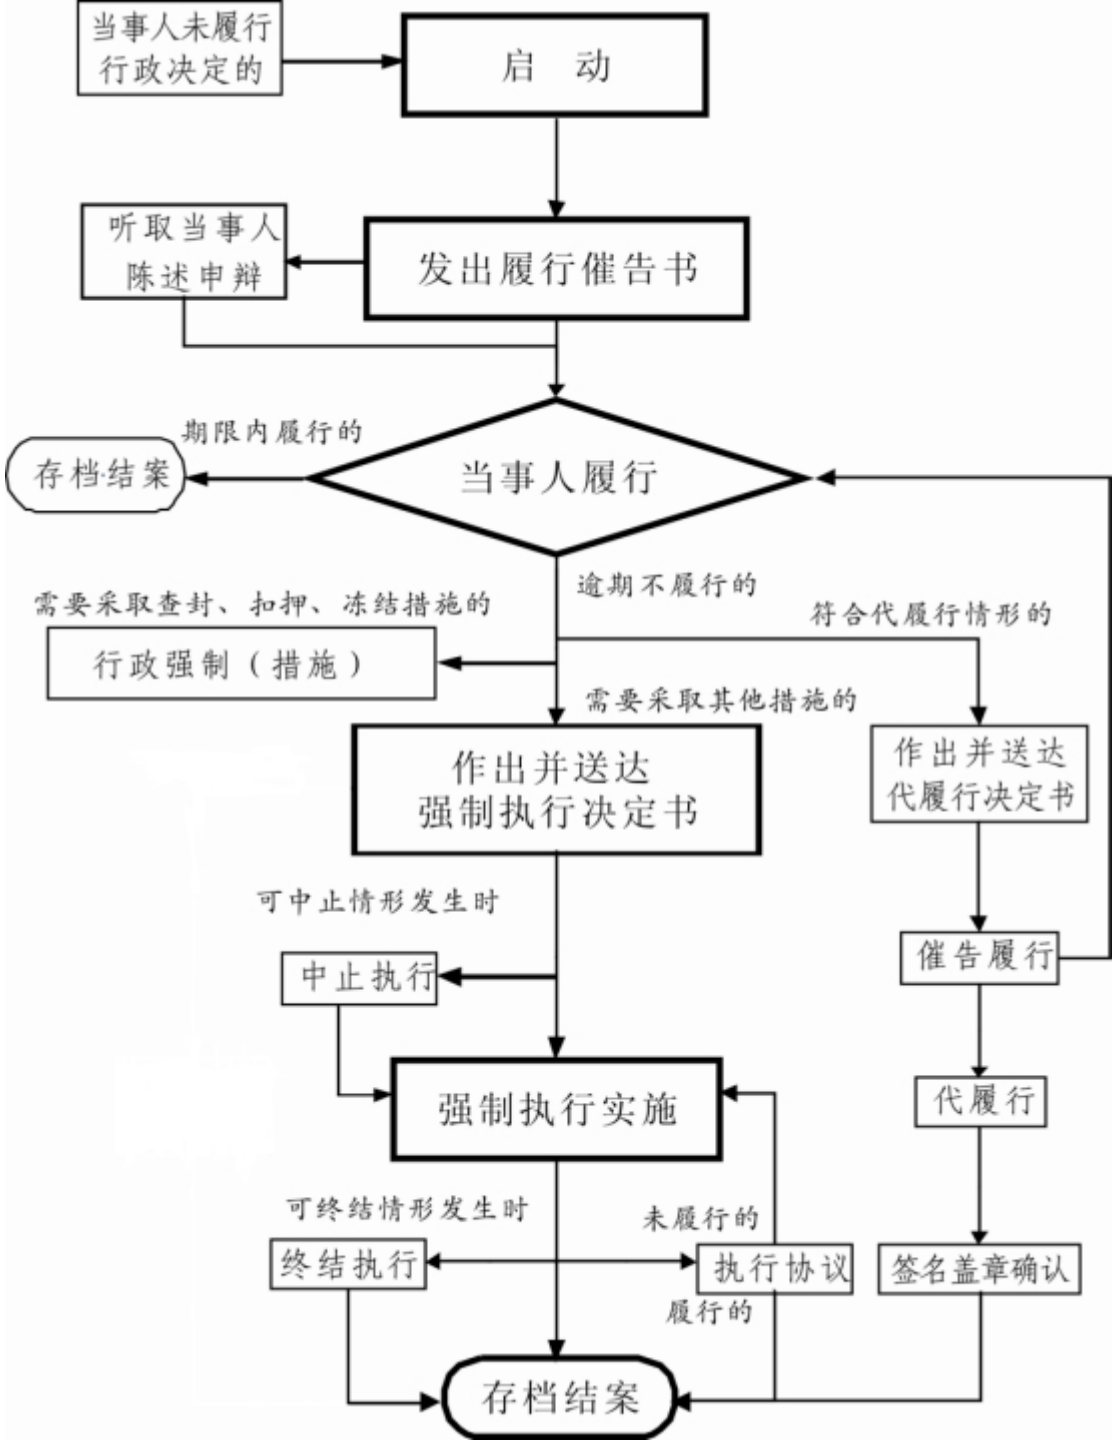 当事人未履行
行政决定的
启 动
听取当事人
陈述申辩
发出履行催告书
期限内履行的
存档·结案
当事人履行
逾期不履行的
需要采取查封、扣押、冻结措施的
符合代履行情形的
行政强制（措施）
需要采取其他措施的
作出并送达
强制执行决定书
作出并送达
代履行决定书
可中止情形发生时
催告履行
中止执行
代履行
强制执行实施
可终结情形发生时
未履行的
终结执行
执行协议
签名盖章确认
履行的
存档结案